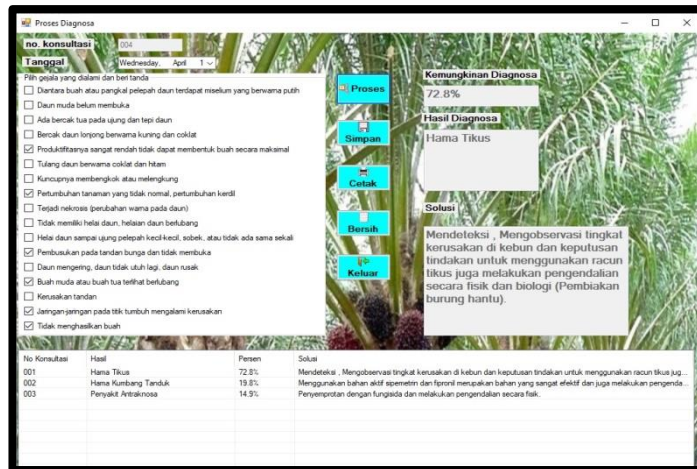 Proses Diagnosa
no. konsultasi
004
Tanggal
Wednesday, April 1
Pilih gejala yang dialami dan beri tanda
Diantara buah atau pangkal pelepah daun terdapat miselum yang berwarna putih
Daun muda belum membuka
Ada bercak tua pada ujung dan tepi daun
Bercak daun lonjong berwarna kuning dan coklat
Produktifitasnya sangat rendah tidak dapat membentuk buah secara maksimal
Tulang daun berwarna coklat dan hitam
Kuncupnya membengkok atau melengkung
Pertumbuhan tanaman yang tidak normal, pertumbuhan kerdil
Terjadi nekrosis (perubahan warna pada daun)
Tidak memiliki helai daun, helaian daun berlubang
Helai daun sampai ujung pelepah kecil-kecil, sobek, atau tidak ada sama sekali
Pembusukan pada tandan bunga dan tidak membuka
Daun mengering, daun tidak utuh lagi, daun rusak
Buah muda atau buah tua terlihat berlubang
Kerusakan tandan
Jaringan-jaringan pada titik tumbuh mengalami kerusakan
Tidak menghasilkan buah
Proses
Simpan
Cetak
Bersih
Keluar
Kemungkinan Diagnosa
72.8%
Hasil Diagnosa
Hama Tikus
Solusi
Mendeteksi , Mengobservasi tingkat
kerusakan di kebun dan keputusan
tindakan untuk menggunakan racun
tikus juga melakukan pengendalian
secara fisik dan biologi (Pembiakan
burung hantu).
No Konsultasi Hasil Persen Solusi
001 Hama Tikus 72.8% Mendeteksi , Mengobservasi tingkat kerusakan di kebun dan keputusan tindakan untuk menggunakan racun tikus jug...
002 Hama Kumbang Tanduk 19.8% Menggunakan bahan aktif sipemetrin dan fipronil merupakan bahan yang sangat efektif dan juga melakukan pengenda...
003 Penyakit Antraknosa 14.9% Penyemprotan dengan fungisida dan melakukan pengendalian secara fisik.